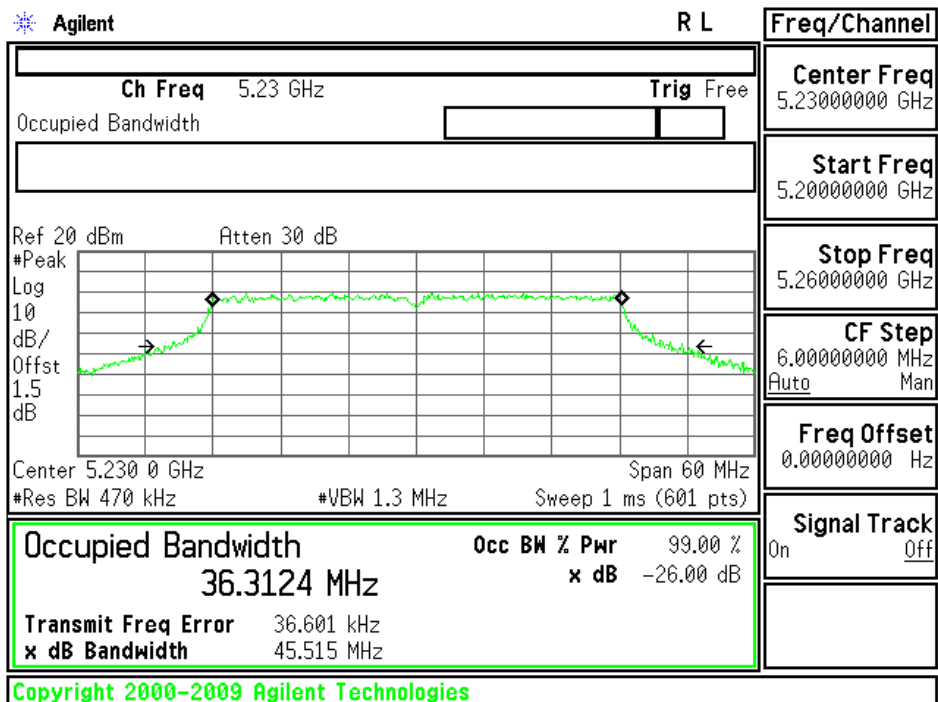 Agilent R L Freq/Channel
Ch Freq 5.23 GHz Trig Free
Occupied Bandwidth
Center Freq
5.23000000 GHz
Start Freq
5.20000000 GHz
Stop Freq
5.26000000 GHz
CF Step
6.00000000 MHz
Auto Man
Freq Offset
0.00000000 Hz
Signal Track
On Off
Ref 20 dBm Atten 30 dB
#Peak
Log
10
dB/
Offst
1.5
dB
Center 5.230 0 GHz Span 60 MHz
#Res BW 470 kHz #VBW 1.3 MHz Sweep 1 ms (601 pts)
Occupied Bandwidth Occ BW % Pwr 99.00 %
36.3124 MHz x dB -26.00 dB
Transmit Freq Error 36.601 kHz
x dB Bandwidth 45.515 MHz
Copyright 2000-2009 Agilent Technologies